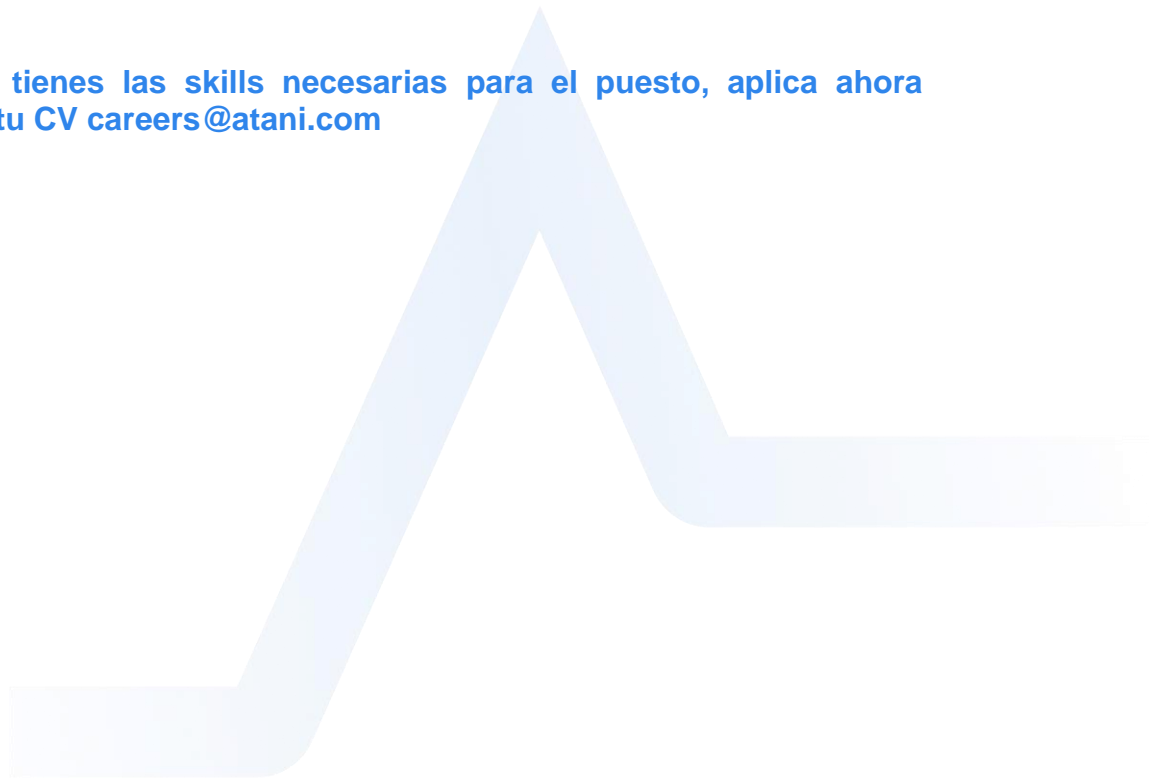 tienes las skills necesarias para el puesto, aplica ahora
tu CV careers@atani.com